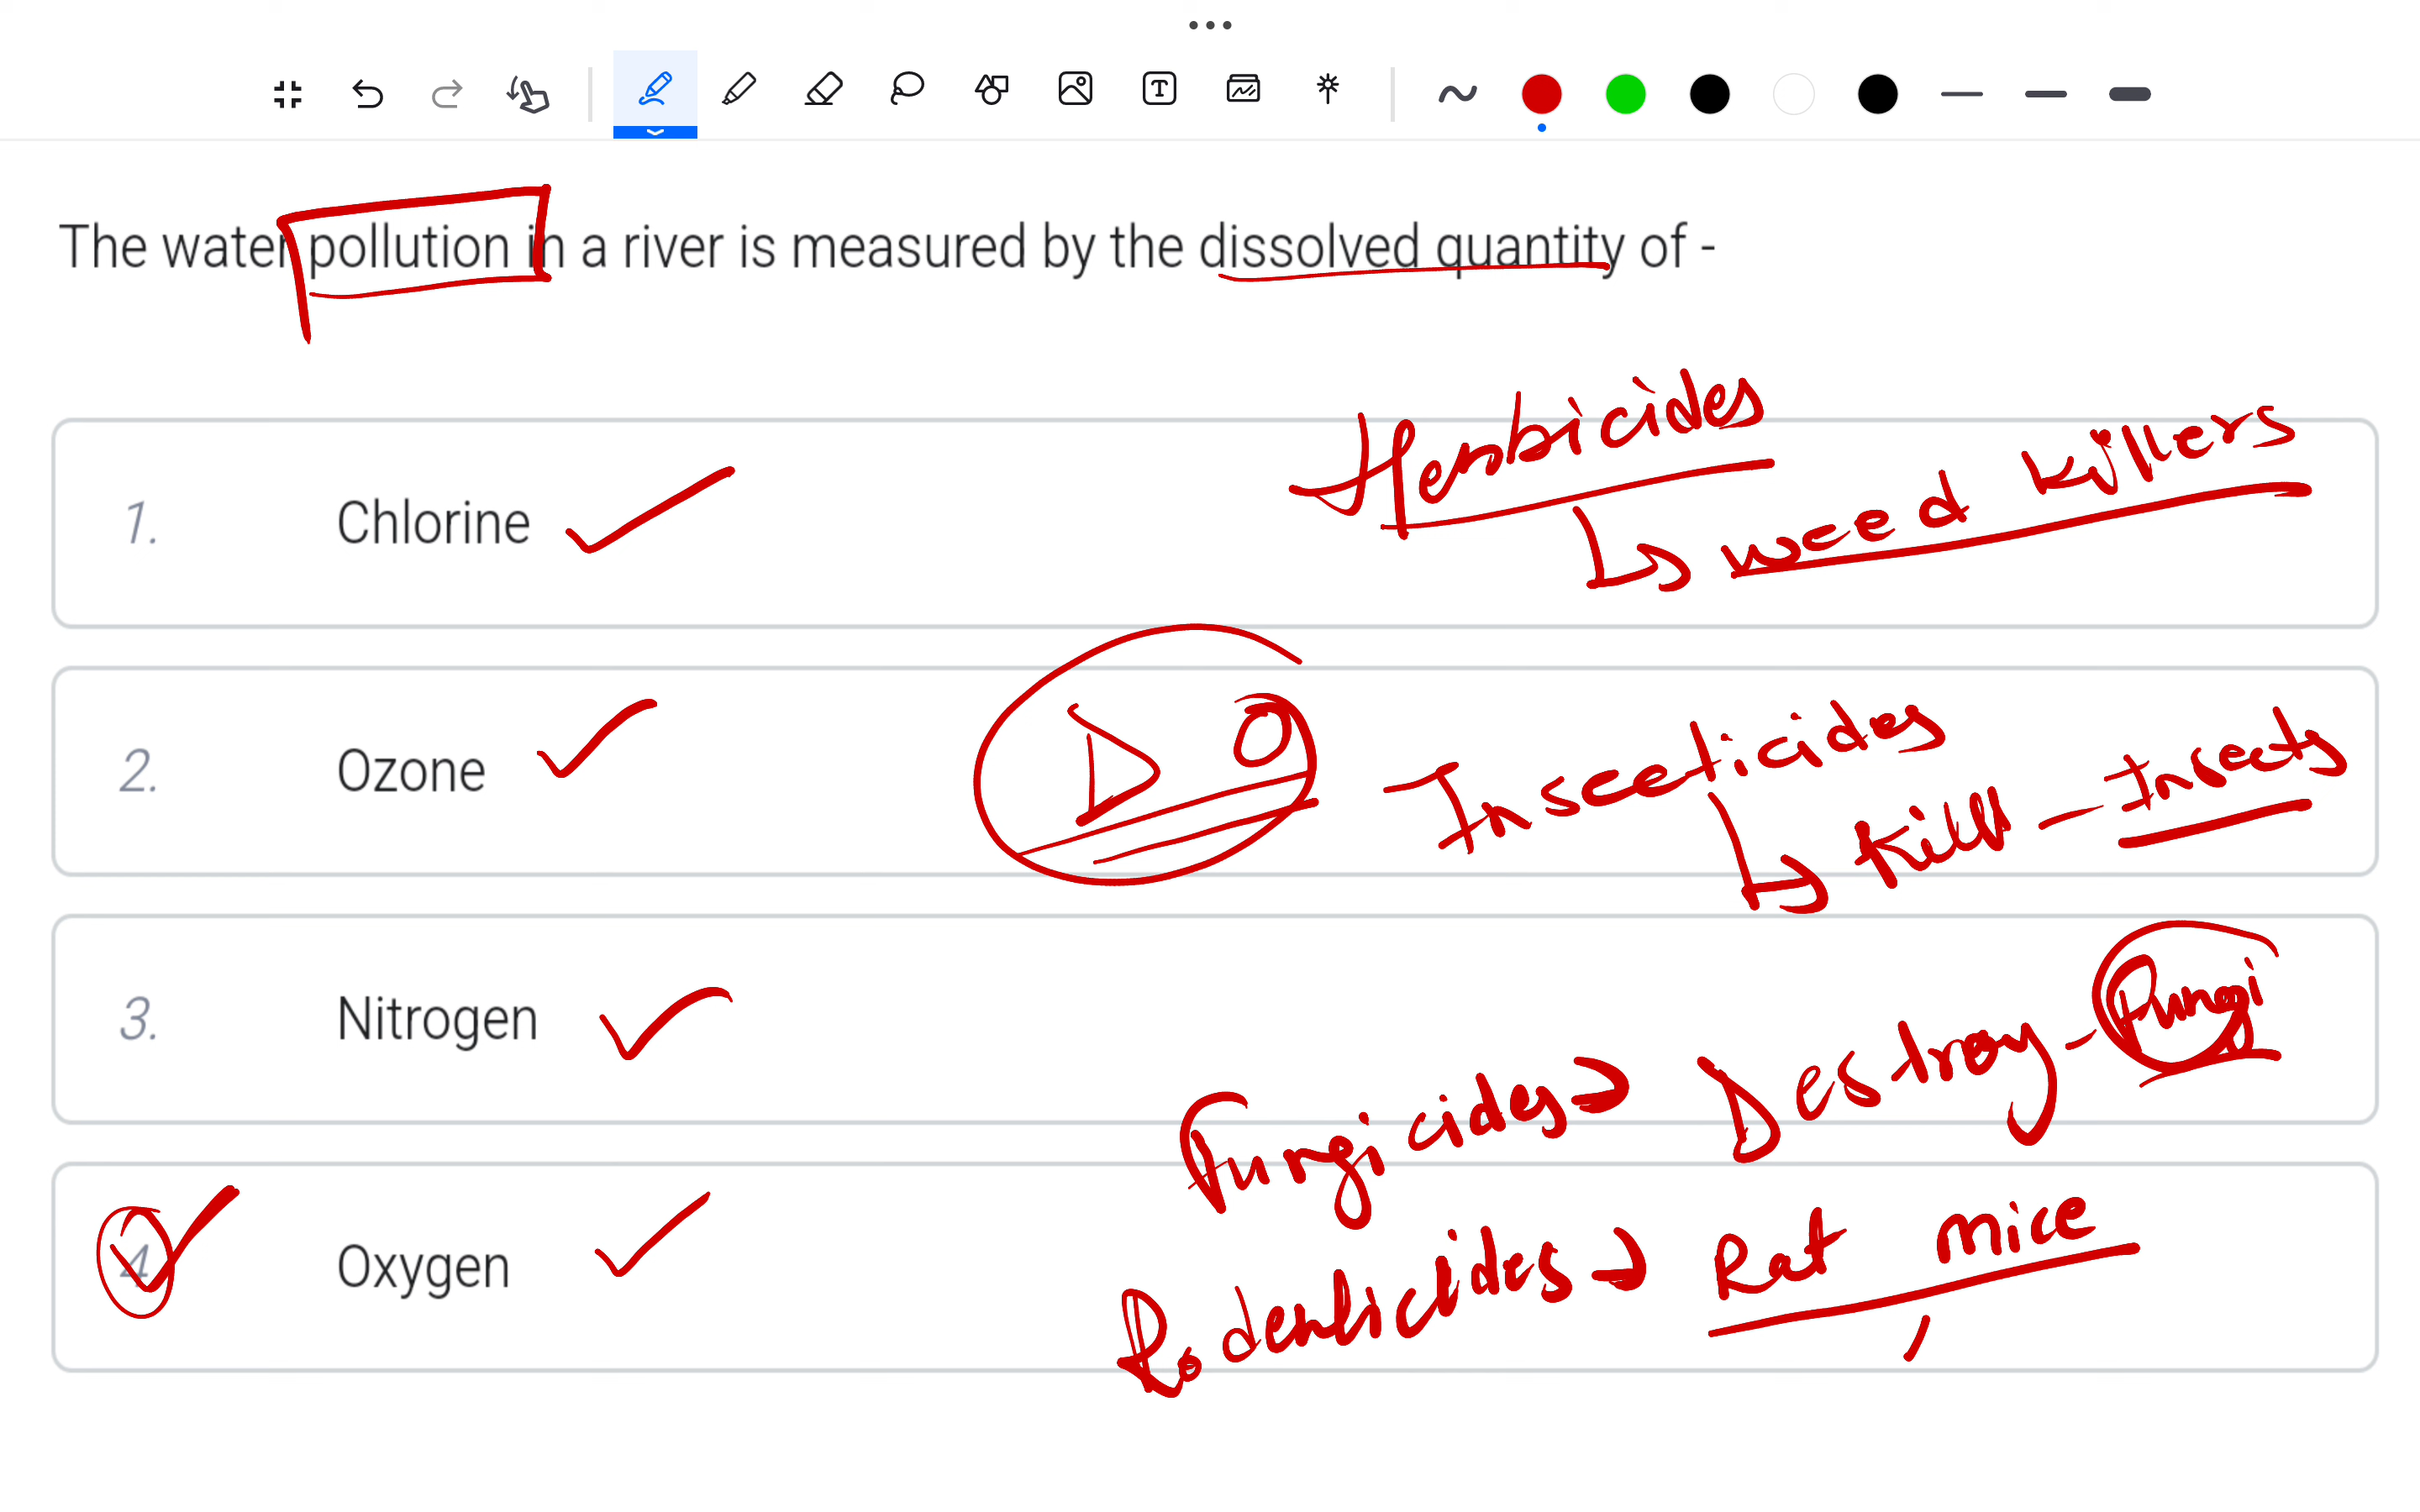 The water pollution in a river is measured by the dissolved quantity of -
Herbicides
weed killers
1. Chlorine
2. Ozone
DO
Insecticides
Kill - Insects
3. Nitrogen
Fungicides → Destroy - Fungi
4. Oxygen
Rodenticides → Rat mice,